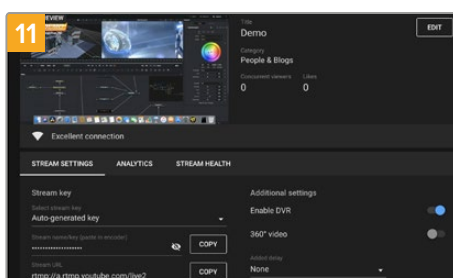 11
PREVIEW
Title
Demo
EDIT
Category
People & Blogs
Concurrent viewers Likes
0 0
Excellent connection
STREAM SETTINGS ANALYTICS STREAM HEALTH
Stream key
Additional settings
Select stream key
Auto-generated key
Enable DVR
Stream name/key (paste in encoder)
COPY
360° video
Stream URL
rtmp://a.rtmp.youtube.com/live2
COPY
Added delay
None